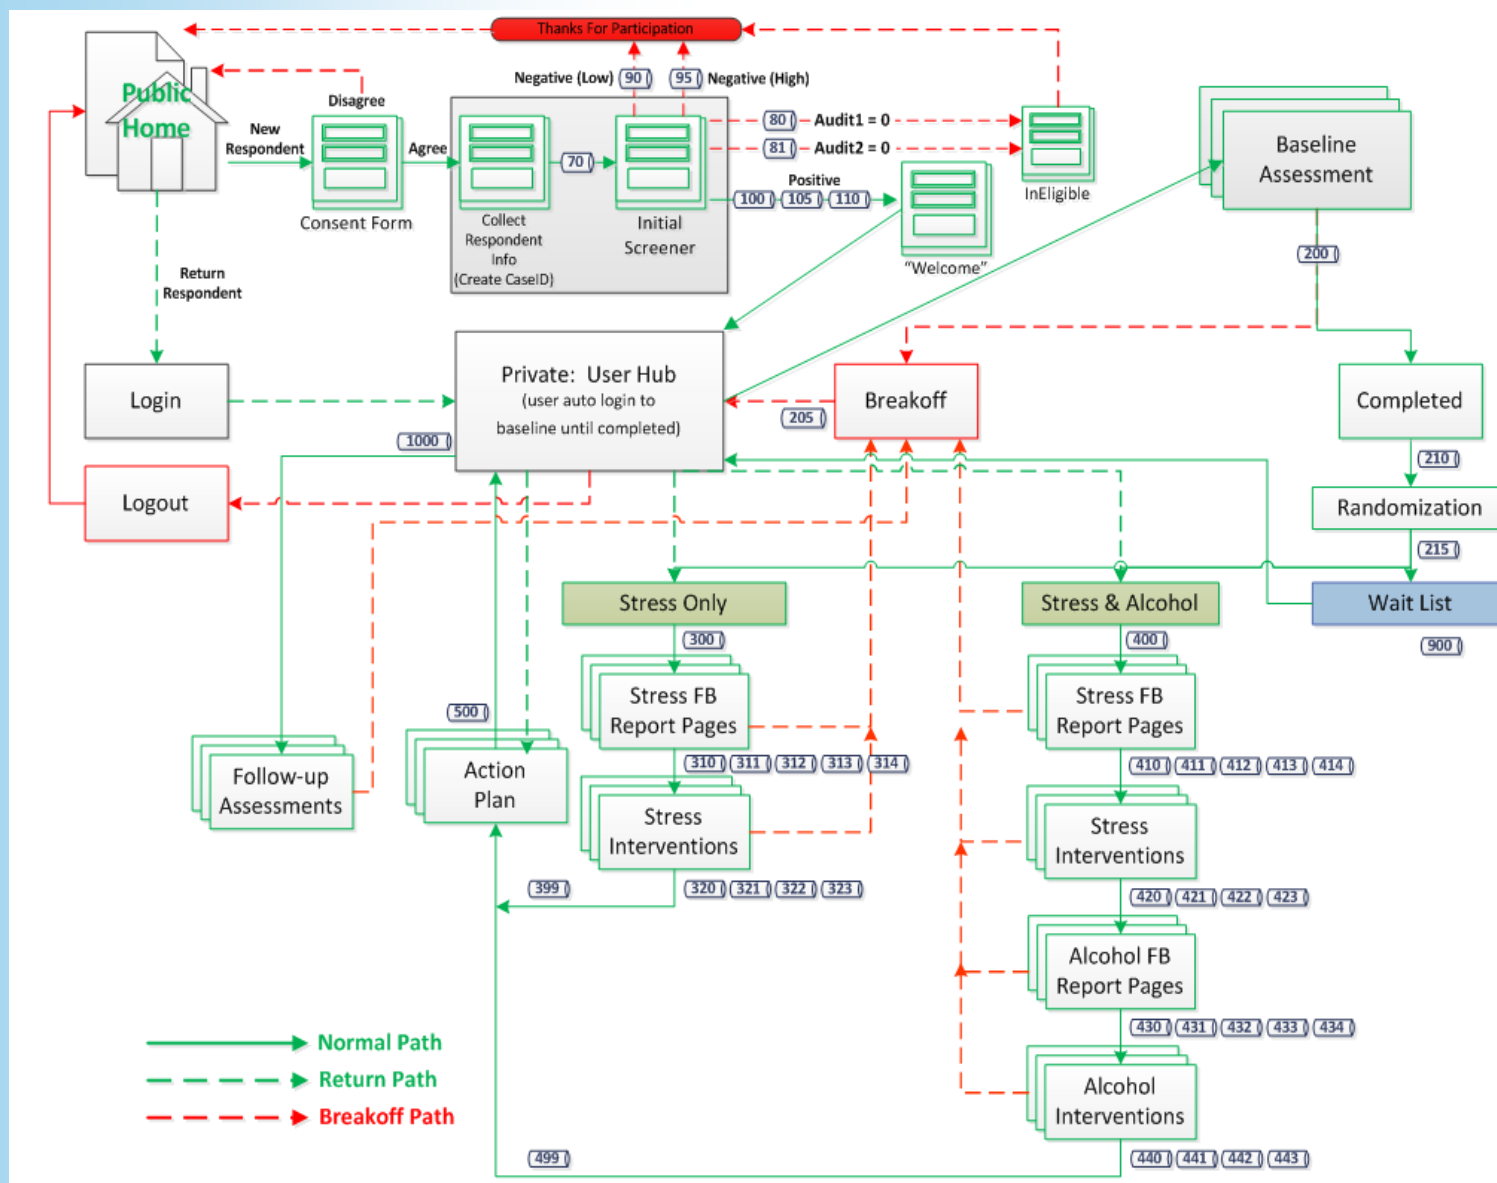 Thanks For Participation
Negative (Low)
90
95
Negative (High)
Public
Home
Disagree
New
Respondent
Agree
70
80
Audit1 = 0
81
Audit2 = 0
Positive
100
105
110
Consent Form
Collect
Respondent
Info
(Create CaseID)
Initial
Screener
"Welcome"
InEligible
Baseline
Assessment
200
Return
Respondent
Login
Private: User Hub
(user auto login to
baseline until completed)
205
Breakoff
Completed
1000
210
Logout
Randomization
215
Stress Only
Stress & Alcohol
Wait List
300
400
900
Stress FB
Report Pages
Stress FB
Report Pages
500
Follow-up
Assessments
Action
Plan
310
311
312
313
314
410
411
412
413
414
Stress
Interventions
Stress
Interventions
399
320
321
322
323
420
421
422
423
Alcohol FB
Report Pages
430
431
432
433
434
Normal Path
Return Path
Breakoff Path
Alcohol
Interventions
499
440
441
442
443